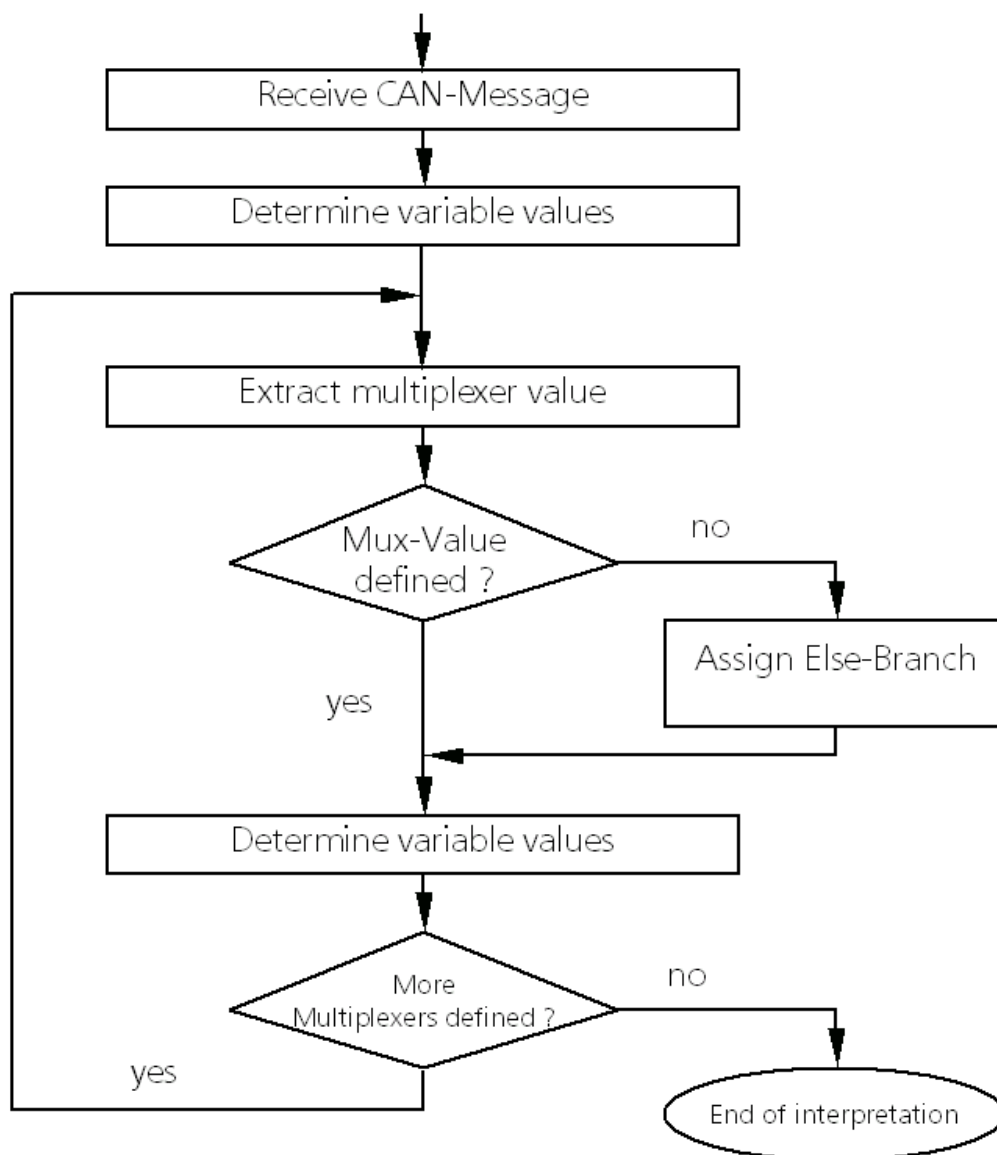 Receive CAN-Message
Determine variable values
Extract multiplexer value
Mux-Value
defined ?
no
Assign Else-Branch
yes
Determine variable values
More
Multiplexers defined ?
no
yes
End of interpretation